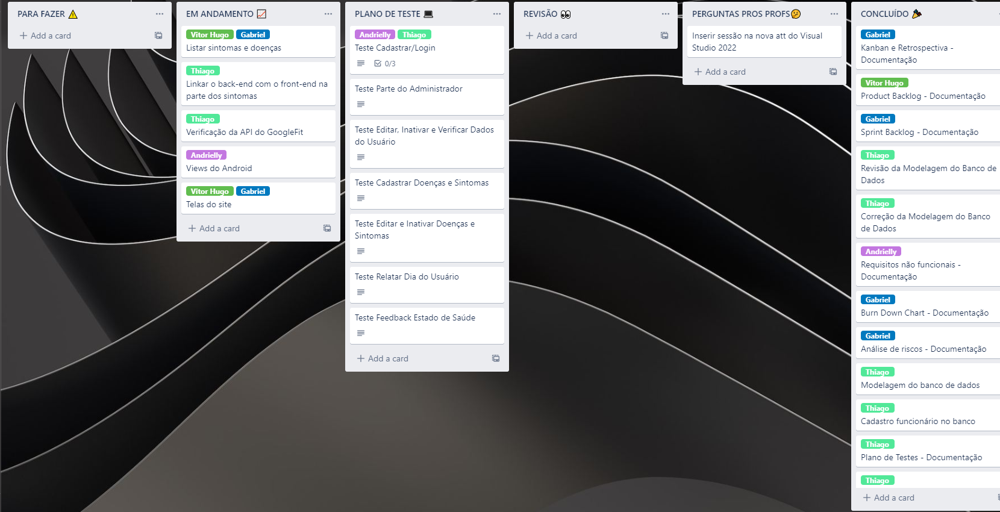 PARA FAZER ⚠️
+ Add a card
EM ANDAMENTO 📈
Vitor Hugo Gabriel
Listar sintomas e doenças
Thiago
Linkar o back-end com o front-end na
parte dos sintomas
Thiago
Verificação da API do GoogleFit
Andrielly
Views do Android
Vitor Hugo Gabriel
Telas do site
+ Add a card
PLANO DE TESTE 💻
Andrielly Thiago
Teste Cadastrar/Login
0/3
Teste Parte do Administrador
Teste Editar, Inativar e Verificar Dados
do Usuário
Teste Cadastrar Doenças e Sintomas
Teste Editar e Inativar Doenças e
Sintomas
Teste Relatar Dia do Usuário
Teste Feedback Estado de Saúde
+ Add a card
REVISÃO 👀
+ Add a card
PERGUNTAS PROS PROFS🤔
Inserir sessão na nova att do Visual
Studio 2022
+ Add a card
CONCLUÍDO 🎉
Gabriel
Kanban e Retrospectiva -
Documentação
Vitor Hugo
Product Backlog - Documentação
Gabriel
Sprint Backlog - Documentação
Thiago
Revisão da Modelagem do Banco de
Dados
Thiago
Correção da Modelagem do Banco
de Dados
Andrielly
Requisitos não funcionais -
Documentação
Gabriel
Burn Down Chart - Documentação
Gabriel
Análise de riscos - Documentação
Thiago
Modelagem do banco de dados
Thiago
Cadastro funcionário no banco
Thiago
Plano de Testes - Documentação
Thiago
+ Add a card